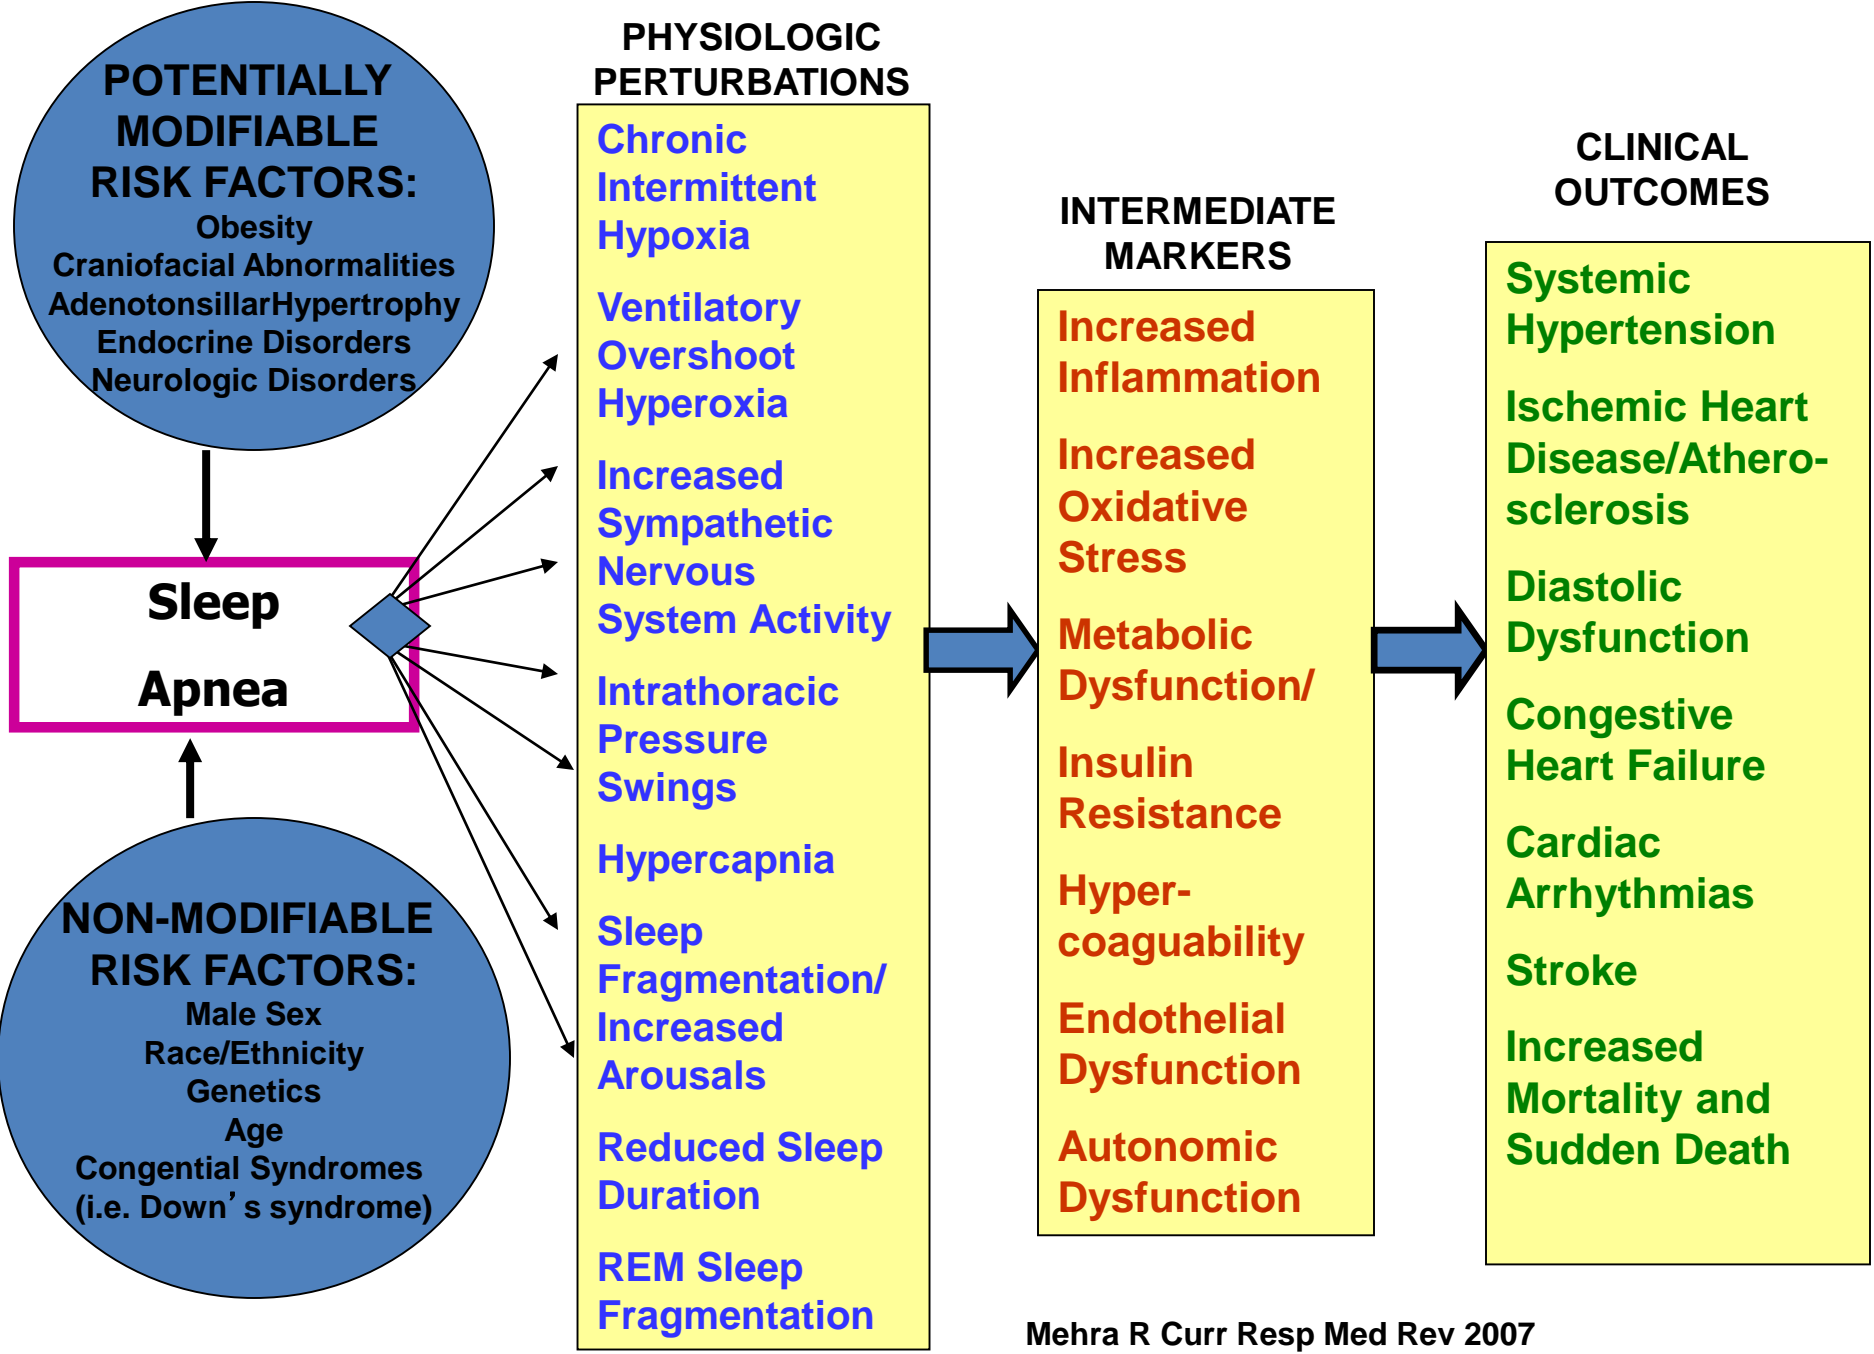 POTENTIALLY
MODIFIABLE
RISK FACTORS:
Obesity
Craniofacial Abnormalities
AdenotonsillarHypertrophy
Endocrine Disorders
Neurologic Disorders
Sleep
Apnea
NON-MODIFIABLE
RISK FACTORS:
Male Sex
Race/Ethnicity
Genetics
Age
Congential Syndromes
(i.e. Down’s syndrome)
PHYSIOLOGIC
PERTURBATIONS
Chronic
Intermittent
Hypoxia
Ventilatory
Overshoot
Hyperoxia
Increased
Sympathetic
Nervous
System Activity
Intrathoracic
Pressure
Swings
Hypercapnia
Sleep
Fragmentation/
Increased
Arousals
Reduced Sleep
Duration
REM Sleep
Fragmentation
INTERMEDIATE
MARKERS
Increased
Inflammation
Increased
Oxidative
Stress
Metabolic
Dysfunction/
Insulin
Resistance
Hyper-
coaguability
Endothelial
Dysfunction
Autonomic
Dysfunction
CLINICAL
OUTCOMES
Systemic
Hypertension
Ischemic Heart
Disease/Athero-
sclerosis
Diastolic
Dysfunction
Congestive
Heart Failure
Cardiac
Arrhythmias
Stroke
Increased
Mortality and
Sudden Death
Mehra R Curr Resp Med Rev 2007